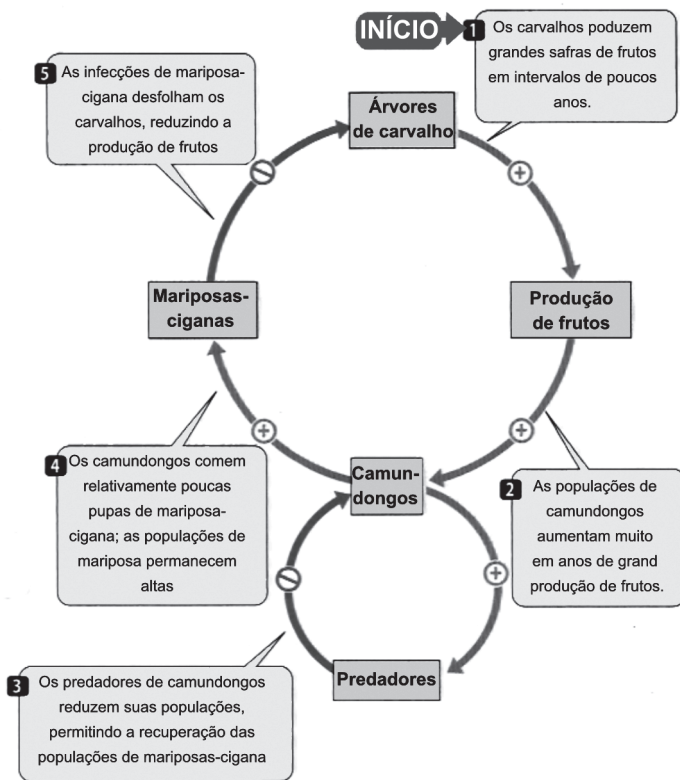 INÍCIO
1 Os carvalhos poduzem
grandes safras de frutos
em intervalos de poucos
anos.
5 As infecções de mariposa-
cigana desfolham os
carvalhos, reduzindo a
produção de frutos
Árvores
de carvalho
+
Mariposas-
ciganas
Produção
de frutos
+
+
4 Os camundongos comem
relativamente poucas
pupas de mariposa-
cigana; as populações de
mariposa permanecem
altas
Camun-
dongos
2 As populações de
camundongos
aumentam muito
em anos de grand
produção de frutos.
+
Predadores
3 Os predadores de camundongos
reduzem suas populações,
permitindo a recuperação das
populações de mariposas-cigana